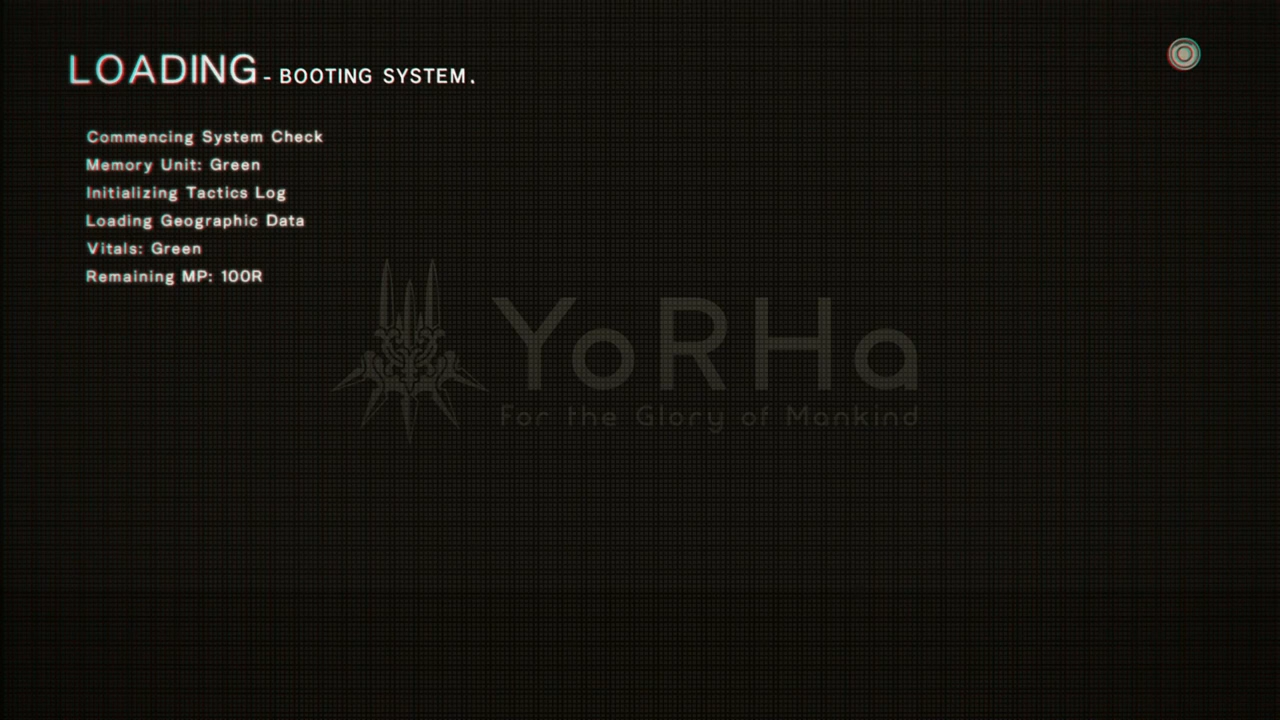 LOADING - BOOTING SYSTEM.
Commencing System Check
Memory Unit: Green
Initializing Tactics Log
Loading Geographic Data
Vitals: Green
Remaining MP: 100R
YoRHa
For the Glory of Mankind